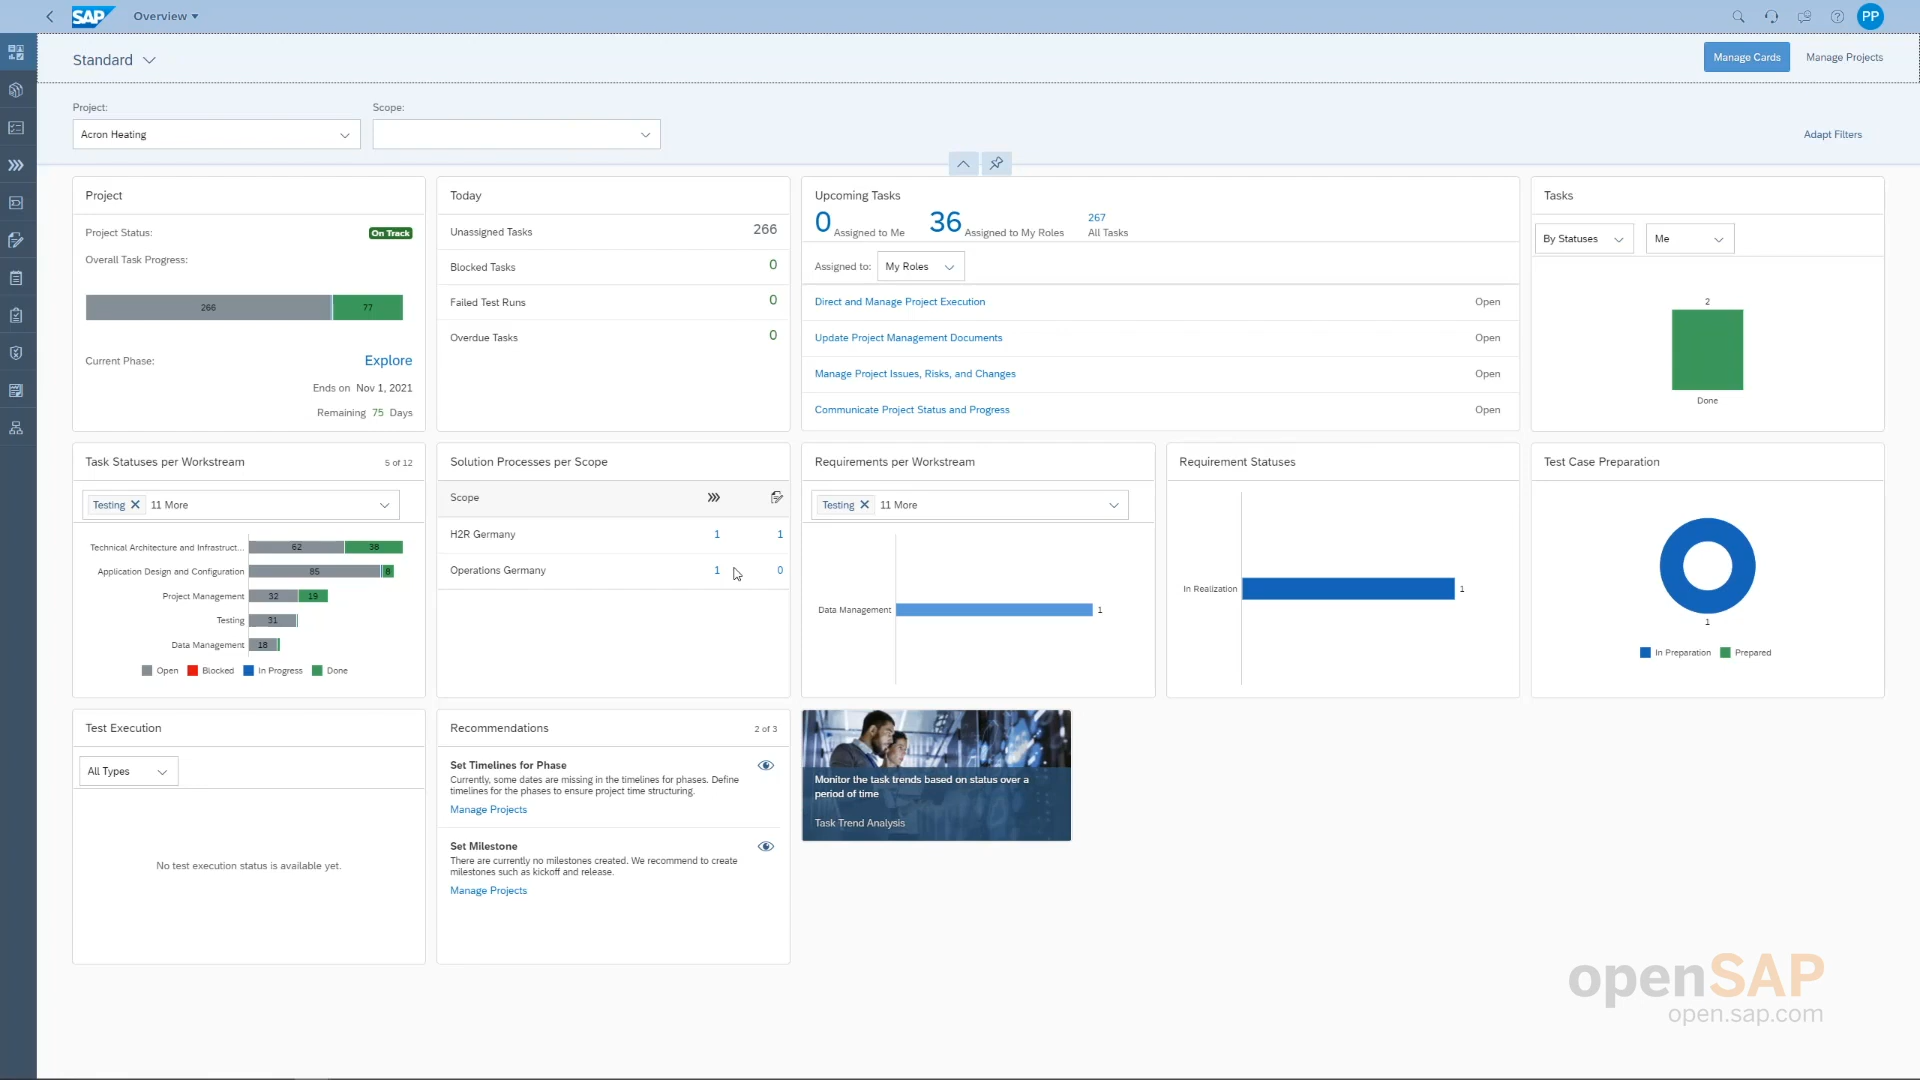 SAP Overview PP
Standard Manage Cards Manage Projects
Project: Scope:
Acron Heating Adapt Filters
Project
Project Status: On Track
Overall Task Progress:
266 77
Current Phase: Explore
Ends on Nov 1, 2021
Remaining 75 Days
Today
Unassigned Tasks 266
Blocked Tasks 0
Failed Test Runs 0
Overdue Tasks 0
Upcoming Tasks
0 Assigned to Me 36 Assigned to My Roles 267 All Tasks
Assigned to: My Roles
Direct and Manage Project Execution Open
Update Project Management Documents Open
Manage Project Issues, Risks, and Changes Open
Communicate Project Status and Progress Open
Tasks
By Statuses Me
2
Done
Task Statuses per Workstream 5 of 12
Testing 11 More
Technical Architecture and Infrastruct... 62 38
Application Design and Configuration 85 8
Project Management 32 19
Testing 31
Data Management 18
Open Blocked In Progress Done
Solution Processes per Scope
Scope
H2R Germany 1 1
Operations Germany 1 0
Requirements per Workstream
Testing 11 More
Data Management 1
Requirement Statuses
In Realization 1
Test Case Preparation
1
In Preparation Prepared
Test Execution
All Types
No test execution status is available yet.
Recommendations 2 of 3
Set Timelines for Phase
Currently, some dates are missing in the timelines for phases. Define
timelines for the phases to ensure project time structuring.
Manage Projects
Set Milestone
There are currently no milestones created. We recommend to create
milestones such as kickoff and release.
Manage Projects
Monitor the task trends based on status over a
period of time
Task Trend Analysis
openSAP
open.sap.com